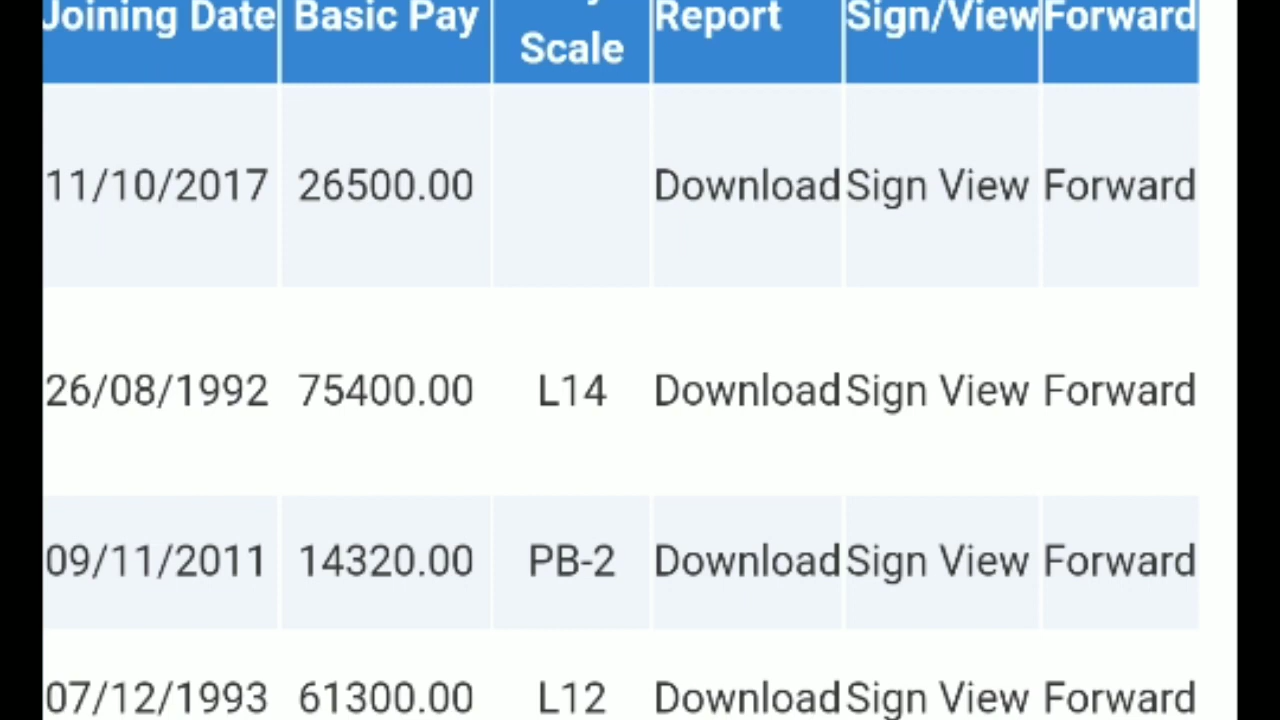 Joining Date Basic Pay Scale Report Sign/View Forward
11/10/2017 26500.00 Download Sign View Forward
26/08/1992 75400.00 L14 Download Sign View Forward
09/11/2011 14320.00 PB-2 Download Sign View Forward
07/12/1993 61300.00 L12 Download Sign View Forward